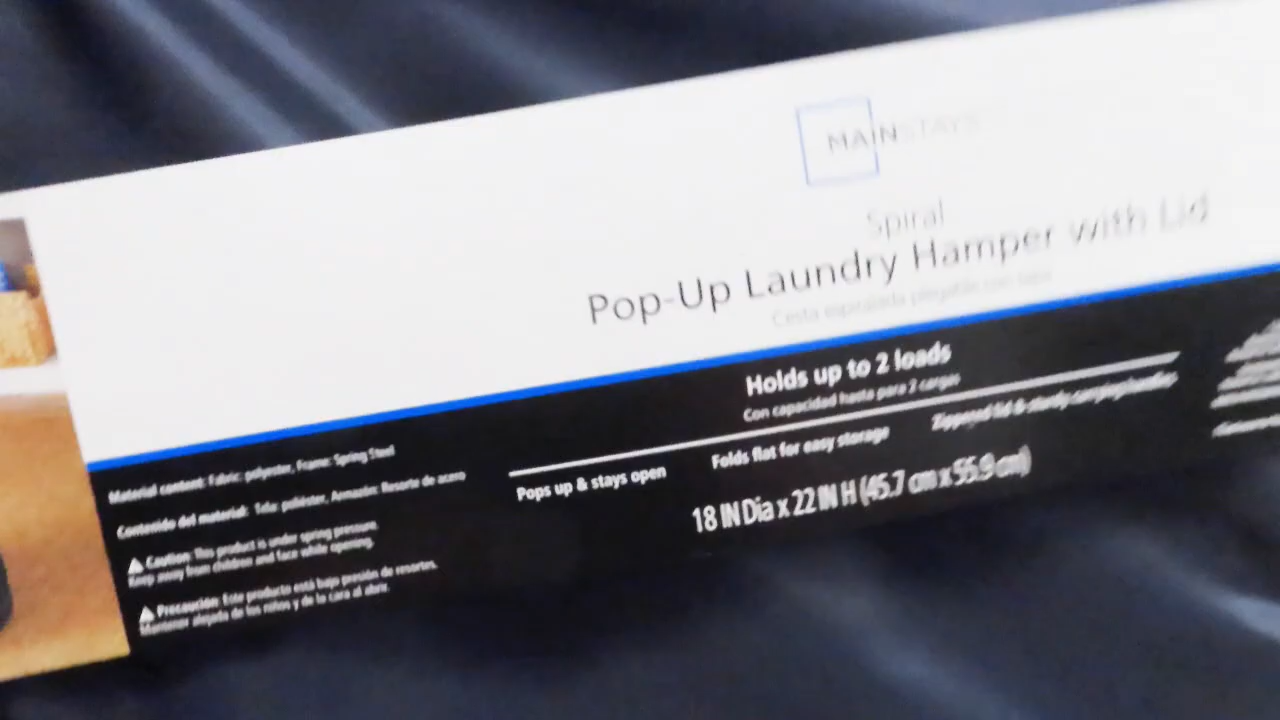 MAINSTAYS
Spiral
Pop-Up Laundry Hamper with Lid
Cesta espiralada plegable con tapa
Holds up to 2 loads
Con capacidad hasta para 2 cargas
Pops up & stays open
Folds flat for easy storage
Zippered lid & sturdy carrying handles
18 IN Dia x 22 IN H (45.7 cm x 55.9 cm)
Material content: Fabric: polyester, Frame: Spring Steel
Contenido del material: Tela: poliéster, Armazón: Resorte de acero
Caution: This product is under spring pressure.
Keep away from children and face while opening.
Precaución: Este producto está bajo presión de resortes.
Mantener alejada de los niños y de la cara al abrir.